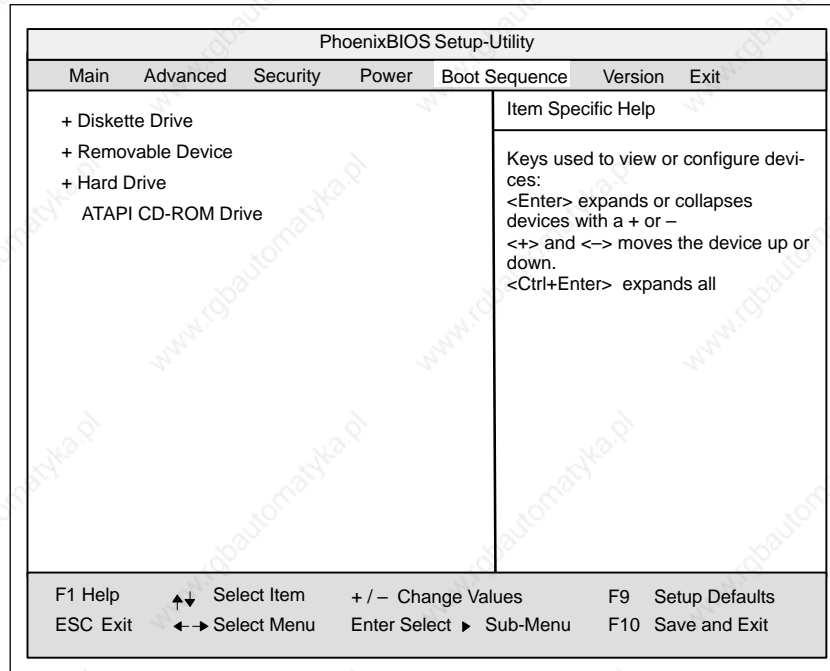 PhoenixBIOS Setup-Utility
Main Advanced Security Power Boot Sequence Version Exit
+ Diskette Drive
+ Removable Device
+ Hard Drive
ATAPI CD-ROM Drive
Item Specific Help
Keys used to view or configure devi-
ces:
<Enter> expands or collapses
devices with a + or –
<+> and <–> moves the device up or
down.
<Ctrl+Enter> expands all
F1 Help Select Item + / – Change Values F9 Setup Defaults
ESC Exit Select Menu Enter Select Sub-Menu F10 Save and Exit
www.rgbautomatyka.pl